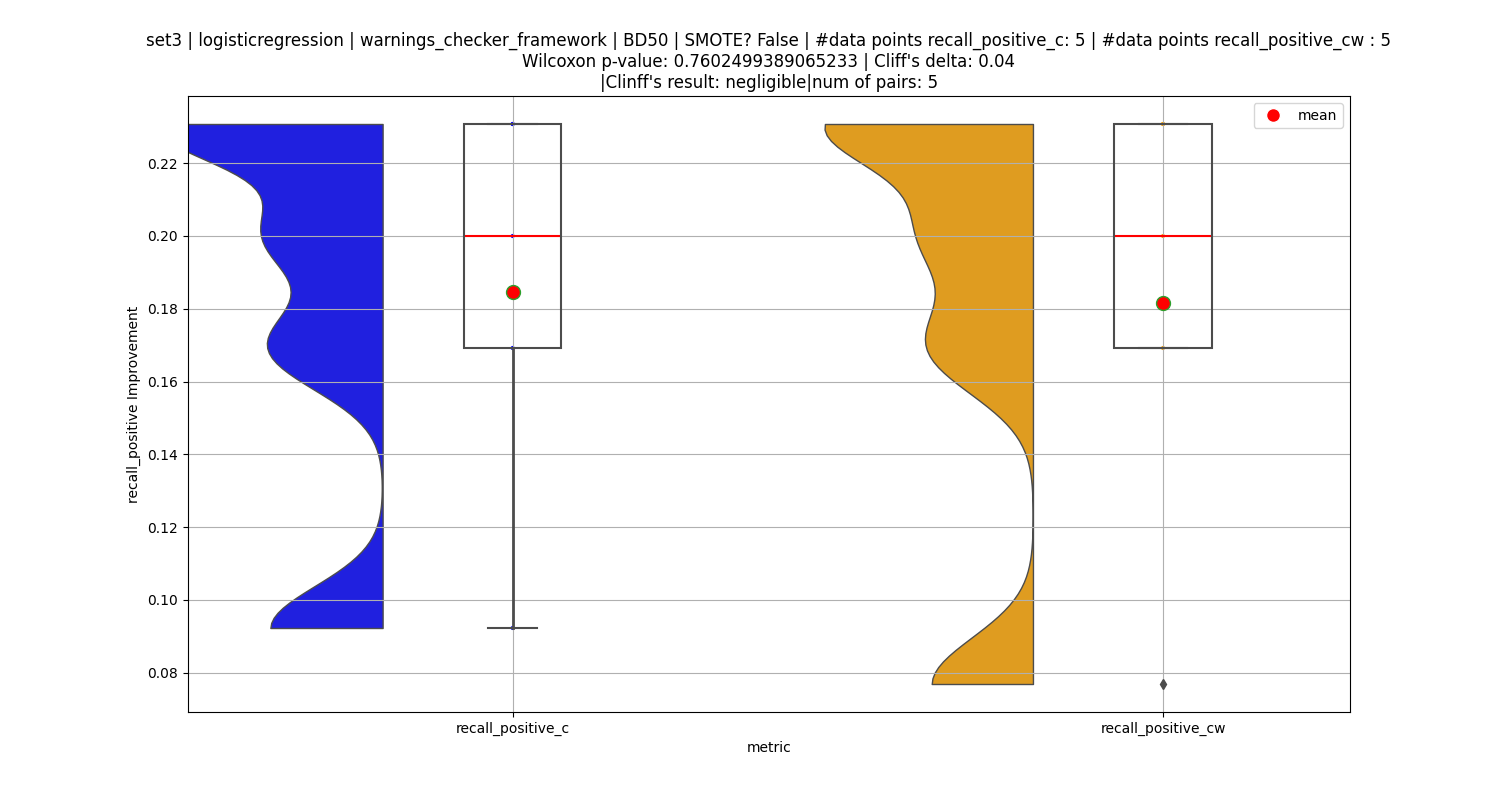 set3 | logisticregression | warnings_checker_framework | BD50 | SMOTE? False | #data points recall_positive_c: 5 | #data points recall_positive_cw : 5
Wilcoxon p-value: 0.7602499389065233 | Cliff's delta: 0.04
|Clinff's result: negligible|num of pairs: 5
mean
0.22
0.20
0.18
0.16
0.14
0.12
0.10
0.08
recall_positive Improvement
recall_positive_c
recall_positive_cw
metric